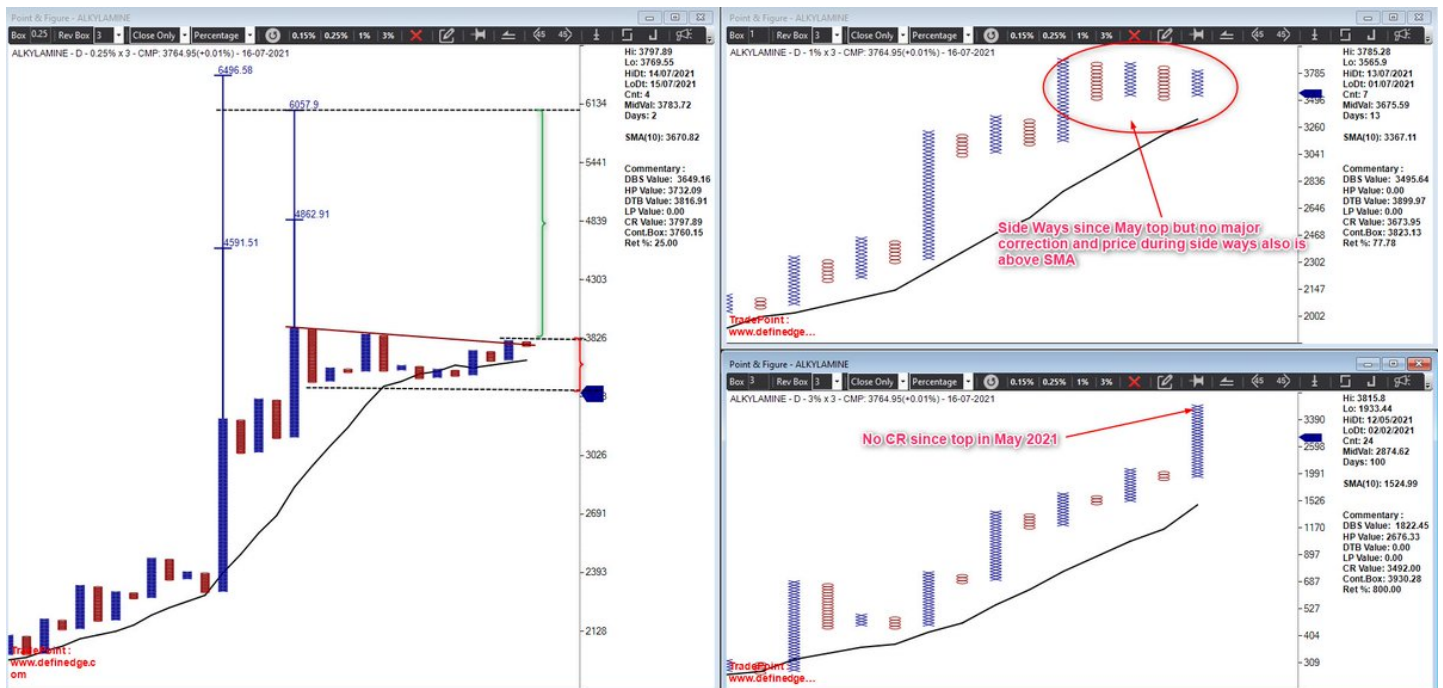 Point & Figure - ALKYLAMINE
Box 0.25 Rev Box 3 Close Only Percentage 0.15% 0.25% 1% 3% 45 45
ALKYLAMINE - D - 0.25% x 3 - CMP: 3764.95(+0.01%) - 16-07-2021
6496.58
6057.9
4862.91
4591.51
6134
5441
4839
4303
3826
3026
2691
2393
2128
Hi: 3797.89
Lo: 3769.55
HiDt: 14/07/2021
LoDt: 15/07/2021
Cnt: 4
MidVal: 3783.72
Days: 2
SMA(10): 3670.82
Commentary :
DBS Value: 3649.16
HP Value: 3732.09
DTB Value: 3816.91
LP Value: 0.00
CR Value: 3797.89
Cont.Box: 3760.15
Ret %: 25.00
TradePoint :
www.definedge.c
om
Point & Figure - ALKYLAMINE
Box 1 Rev Box 3 Close Only Percentage 0.15% 0.25% 1% 3% 45 45
ALKYLAMINE - D - 1% x 3 - CMP: 3764.95(+0.01%) - 16-07-2021
3785
3496
3260
3041
2836
2646
2468
2302
2147
2002
Side Ways since May top but no major
correction and price during side ways also is
above SMA
Hi: 3785.28
Lo: 3565.9
HiDt: 13/07/2021
LoDt: 01/07/2021
Cnt: 7
MidVal: 3675.59
Days: 13
SMA(10): 3367.11
Commentary :
DBS Value: 3495.64
HP Value: 0.00
DTB Value: 3899.97
LP Value: 0.00
CR Value: 3673.95
Cont.Box: 3823.13
Ret %: 77.78
TradePoint :
www.definedge...
Point & Figure - ALKYLAMINE
Box 3 Rev Box 3 Close Only Percentage 0.15% 0.25% 1% 3% 45 45
ALKYLAMINE - D - 3% x 3 - CMP: 3764.95(+0.01%) - 16-07-2021
No CR since top in May 2021
3390
2598
1991
1526
1170
897
687
527
404
309
Hi: 3815.8
Lo: 1933.44
HiDt: 12/05/2021
LoDt: 02/02/2021
Cnt: 24
MidVal: 2874.62
Days: 100
SMA(10): 1524.99
Commentary :
DBS Value: 1822.45
HP Value: 2676.33
DTB Value: 0.00
LP Value: 0.00
CR Value: 3492.00
Cont.Box: 3930.28
Ret %: 800.00
TradePoint :
www.definedge...